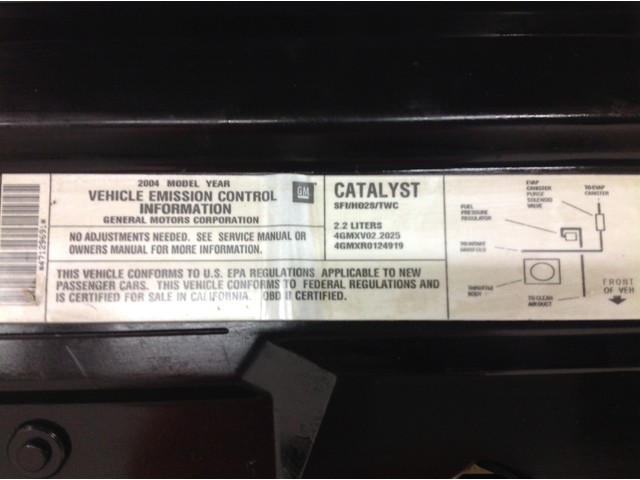 2004 MODEL YEAR
VEHICLE EMISSION CONTROL
INFORMATION
GENERAL MOTORS CORPORATION
GM
NO ADJUSTMENTS NEEDED. SEE SERVICE MANUAL OR
OWNERS MANUAL FOR MORE INFORMATION.
CATALYST
SFI/HO2S/TWC
2.2 LITERS
4GMXV02.2025
4GMXR0124919
THIS VEHICLE CONFORMS TO U.S. EPA REGULATIONS APPLICABLE TO NEW
PASSENGER CARS. THIS VEHICLE CONFORMS TO FEDERAL REGULATIONS AND
IS CERTIFIED FOR SALE IN CALIFORNIA. OBD II CERTIFIED.
EVAP
CANISTER
PURGE
SOLENOID
VALVE
TO EVAP
CANISTER
FUEL
PRESSURE
REGULATOR
TO INTAKE
MANIFOLD
THROTTLE
BODY
TO CLEAN
AIR DUCT
FRONT
OF VEH